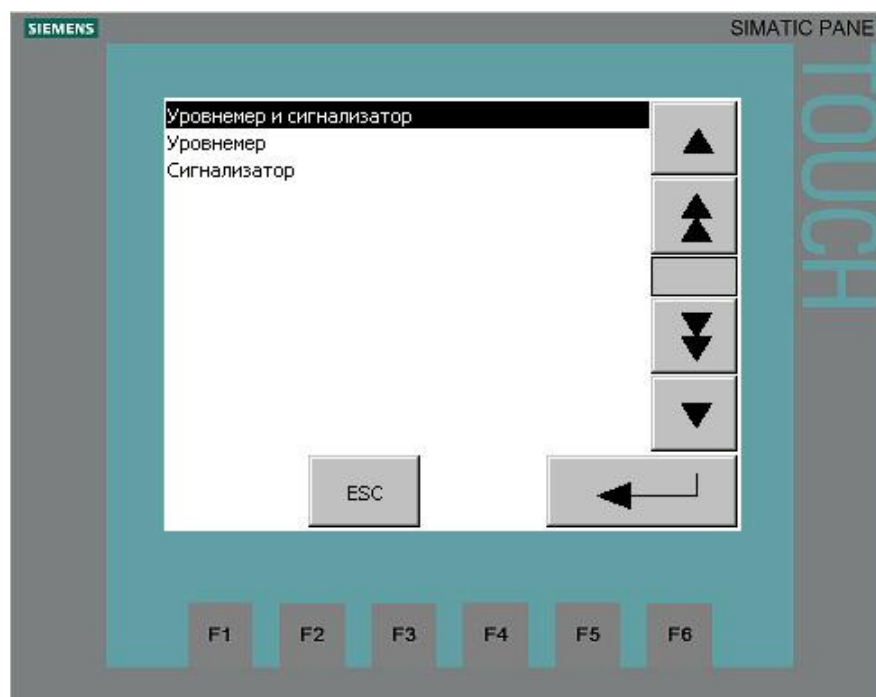 SIEMENS
SIMATIC PANE
TOUCH
Уровнемер и сигнализатор
Уровнемер
Сигнализатор
ESC
F1 F2 F3 F4 F5 F6